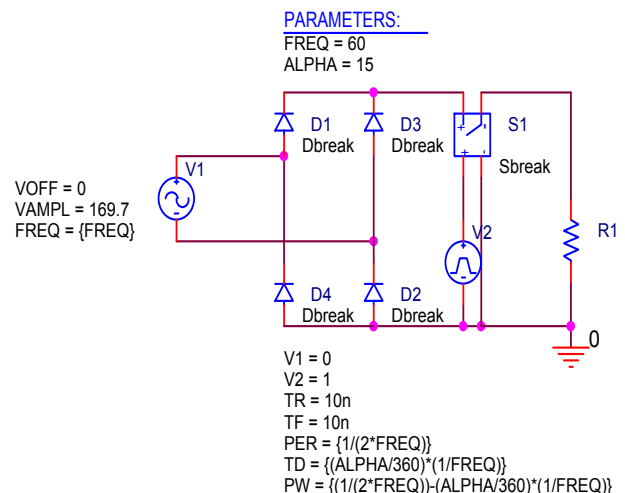 PARAMETERS:
FREQ = 60
ALPHA = 15
D1
Dbreak
D3
Dbreak
+ -
+ -
S1
Sbreak
V1
+
-
VOFF = 0
VAMPL = 169.7
FREQ = {FREQ}
V2
+
-
R1
D4
Dbreak
D2
Dbreak
0
V1 = 0
V2 = 1
TR = 10n
TF = 10n
PER = {1/(2*FREQ)}
TD = {(ALPHA/360)*(1/FREQ)}
PW = {(1/(2*FREQ))-(ALPHA/360)*(1/FREQ)}